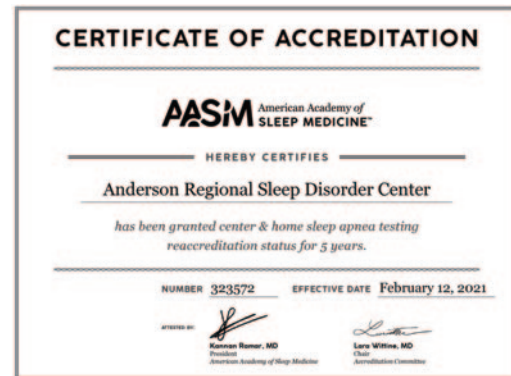 CERTIFICATE OF ACCREDITATION
AASM American Academy of
SLEEP MEDICINE™
HEREBY CERTIFIES
Anderson Regional Sleep Disorder Center
has been granted center & home sleep apnea testing
reaccreditation status for 5 years.
NUMBER 323572 EFFECTIVE DATE February 12, 2021
ATTESTED BY:
Kannan Ramar, MD
President
American Academy of Sleep Medicine
Lara Wittine, MD
Chair
Accreditation Committee